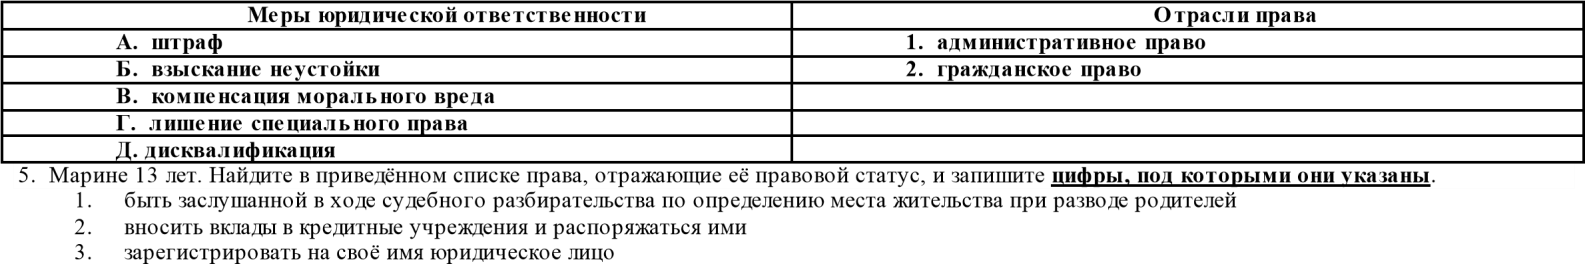 Меры юридической ответственности Отрасли права
А. штраф 1. административное право
Б. взыскание неустойки 2. гражданское право
В. компенсация морального вреда
Г. лишение специального права
Д. дисквалификация
5. Марине 13 лет. Найдите в приведённом списке права, отражающие её правовой статус, и запишите цифры, под которыми они указаны.
1. быть заслушанной в ходе судебного разбирательства по определению места жительства при разводе родителей
2. вносить вклады в кредитные учреждения и распоряжаться ими
3. зарегистрировать на своё имя юридическое лицо